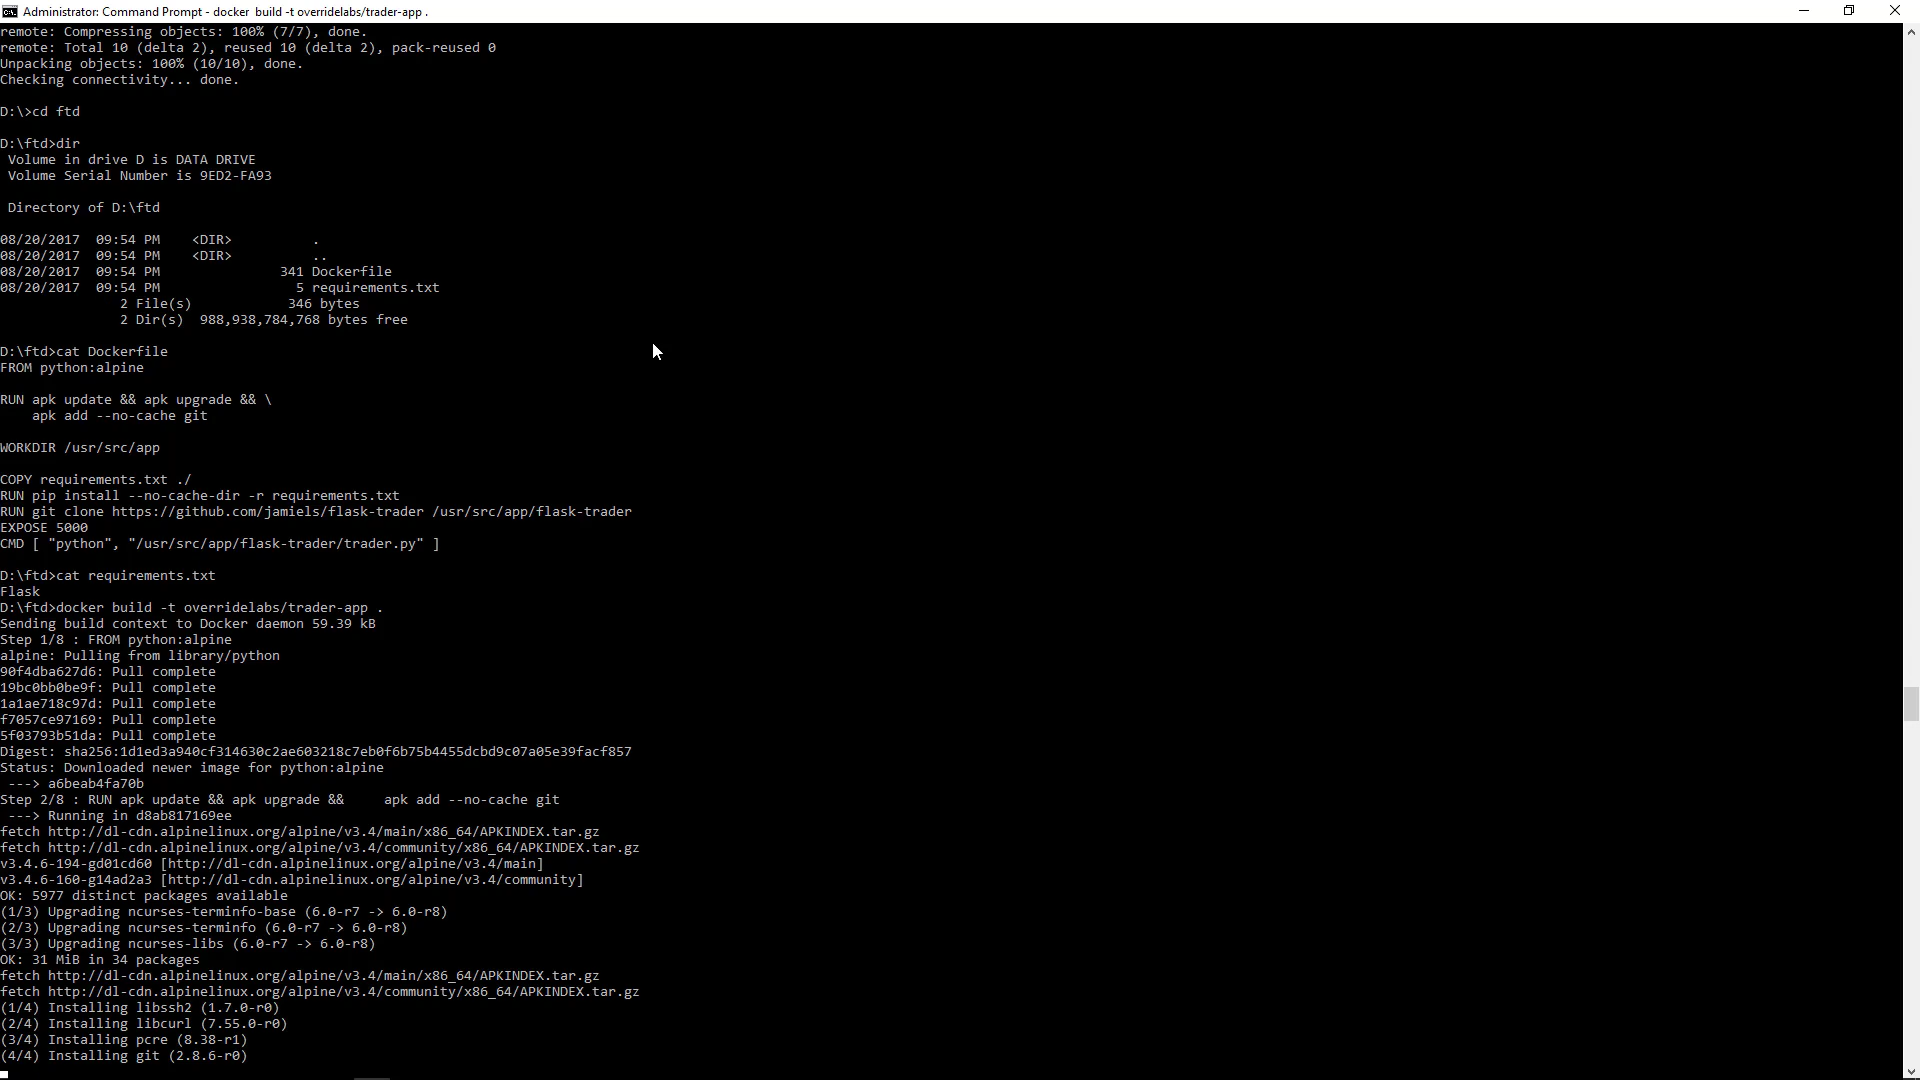 Administrator: Command Prompt - docker  build -t overridelabs/trader-app .
remote: Compressing objects: 100% (7/7), done.
remote: Total 10 (delta 2), reused 10 (delta 2), pack-reused 0
Unpacking objects: 100% (10/10), done.
Checking connectivity... done.
D:\>cd ftd
D:\ftd>dir
 Volume in drive D is DATA DRIVE
 Volume Serial Number is 9ED2-FA93
 Directory of D:\ftd
08/20/2017  09:54 PM    <DIR>          .
08/20/2017  09:54 PM    <DIR>          ..
08/20/2017  09:54 PM               341 Dockerfile
08/20/2017  09:54 PM                 5 requirements.txt
               2 File(s)            346 bytes
               2 Dir(s)  988,938,784,768 bytes free
D:\ftd>cat Dockerfile
FROM python:alpine
RUN apk update && apk upgrade && \
    apk add --no-cache git
WORKDIR /usr/src/app
COPY requirements.txt ./
RUN pip install --no-cache-dir -r requirements.txt
RUN git clone https://github.com/jamiels/flask-trader /usr/src/app/flask-trader
EXPOSE 5000
CMD [ "python", "/usr/src/app/flask-trader/trader.py" ]
D:\ftd>cat requirements.txt
Flask
D:\ftd>docker build -t overridelabs/trader-app .
Sending build context to Docker daemon 59.39 kB
Step 1/8 : FROM python:alpine
alpine: Pulling from library/python
90f4dba627d6: Pull complete
19bc0bb0be9f: Pull complete
1a1ae718c97d: Pull complete
f7057ce97169: Pull complete
5f03793b51da: Pull complete
Digest: sha256:1d1ed3a940cf314630c2ae603218c7eb0f6b75b4455dcbd9c07a05e39facf857
Status: Downloaded newer image for python:alpine
 ---> a6beab4fa70b
Step 2/8 : RUN apk update && apk upgrade &&     apk add --no-cache git
 ---> Running in d8ab817169ee
fetch http://dl-cdn.alpinelinux.org/alpine/v3.4/main/x86_64/APKINDEX.tar.gz
fetch http://dl-cdn.alpinelinux.org/alpine/v3.4/community/x86_64/APKINDEX.tar.gz
v3.4.6-194-gd01cd60 [http://dl-cdn.alpinelinux.org/alpine/v3.4/main]
v3.4.6-160-g14ad2a3 [http://dl-cdn.alpinelinux.org/alpine/v3.4/community]
OK: 5977 distinct packages available
(1/3) Upgrading ncurses-terminfo-base (6.0-r7 -> 6.0-r8)
(2/3) Upgrading ncurses-terminfo (6.0-r7 -> 6.0-r8)
(3/3) Upgrading ncurses-libs (6.0-r7 -> 6.0-r8)
OK: 31 MiB in 34 packages
fetch http://dl-cdn.alpinelinux.org/alpine/v3.4/main/x86_64/APKINDEX.tar.gz
fetch http://dl-cdn.alpinelinux.org/alpine/v3.4/community/x86_64/APKINDEX.tar.gz
(1/4) Installing libssh2 (1.7.0-r0)
(2/4) Installing libcurl (7.55.0-r0)
(3/4) Installing pcre (8.38-r1)
(4/4) Installing git (2.8.6-r0)